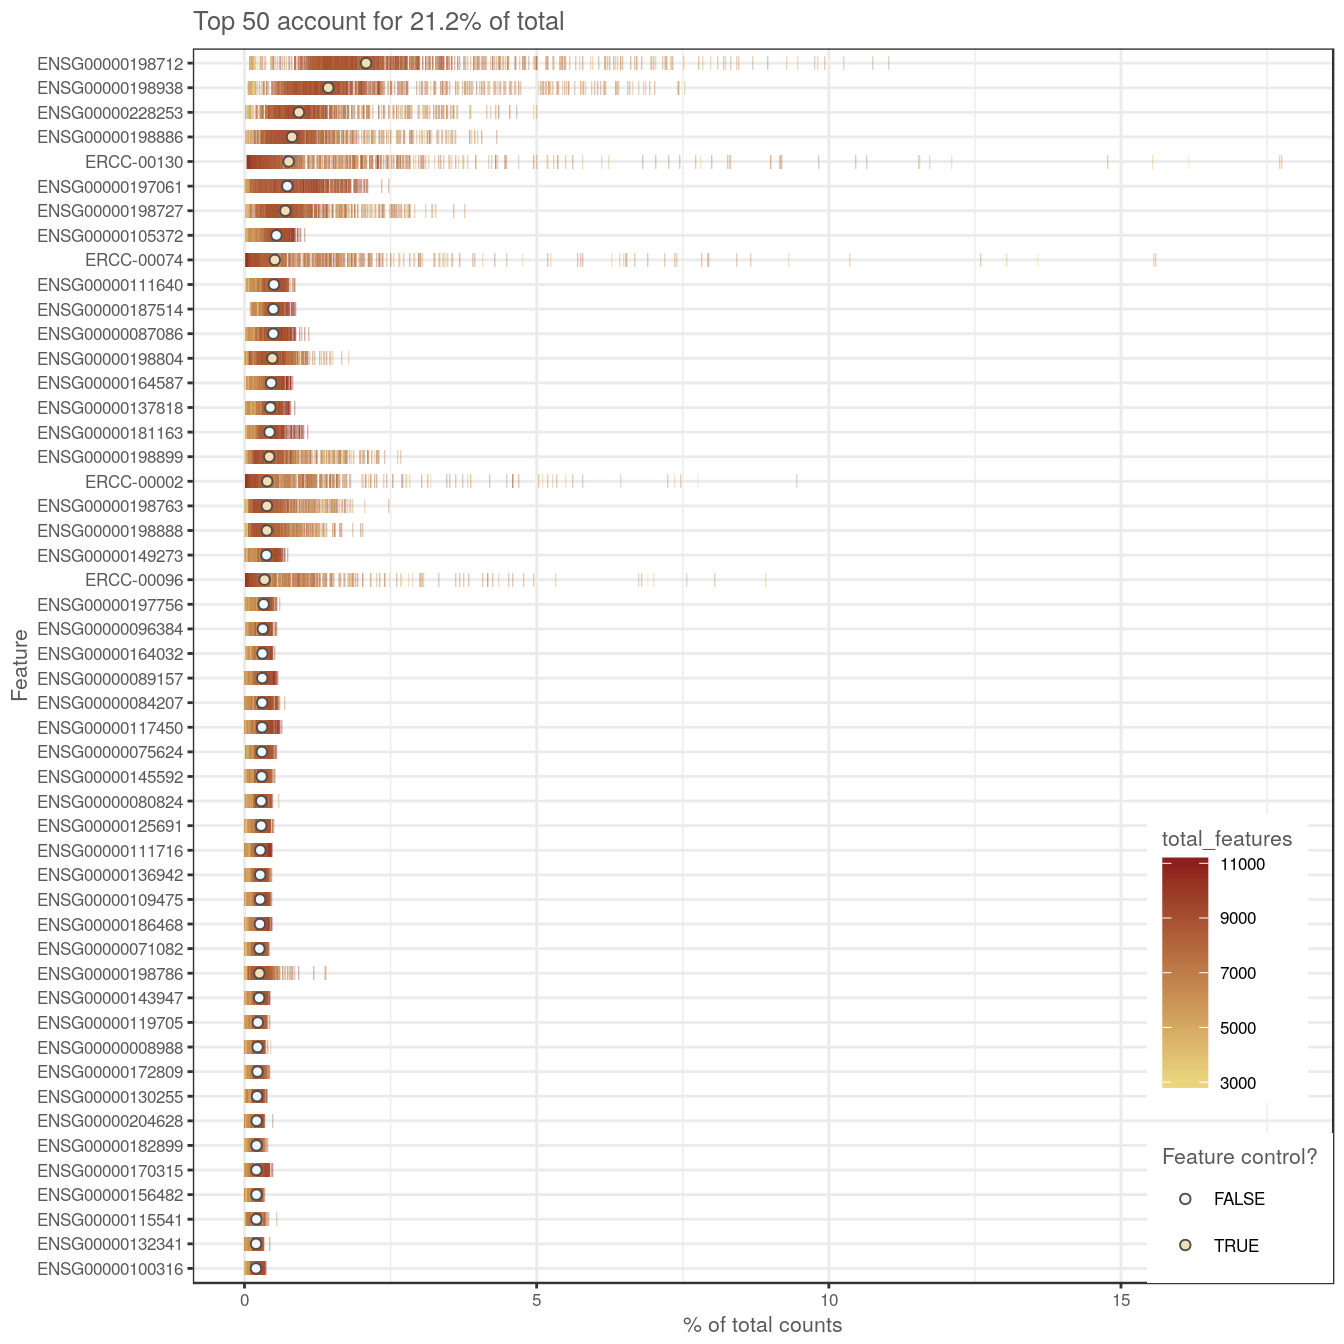 Top 50 account for 21.2% of total
ENSG00000198712
ENSG00000198938
ENSG00000228253
ENSG00000198886
ERCC-00130
ENSG00000197061
ENSG00000198727
ENSG00000105372
ERCC-00074
ENSG00000111640
ENSG00000187514
ENSG00000087086
ENSG00000198804
ENSG00000164587
ENSG00000137818
ENSG00000181163
ENSG00000198899
ERCC-00002
ENSG00000198763
ENSG00000198888
ENSG00000149273
ERCC-00096
ENSG00000197756
ENSG00000096384
ENSG00000164032
ENSG00000089157
ENSG00000084207
ENSG00000117450
ENSG00000075624
ENSG00000145592
ENSG00000080824
ENSG00000125691
ENSG00000111716
ENSG00000136942
ENSG00000109475
ENSG00000186468
ENSG00000071082
ENSG00000198786
ENSG00000143947
ENSG00000119705
ENSG00000008988
ENSG00000172809
ENSG00000130255
ENSG00000204628
ENSG00000182899
ENSG00000170315
ENSG00000156482
ENSG00000115541
ENSG00000132341
ENSG00000100316
Feature
0 5 10 15
% of total counts
total_features
11000
9000
7000
5000
3000
Feature control?
FALSE
TRUE